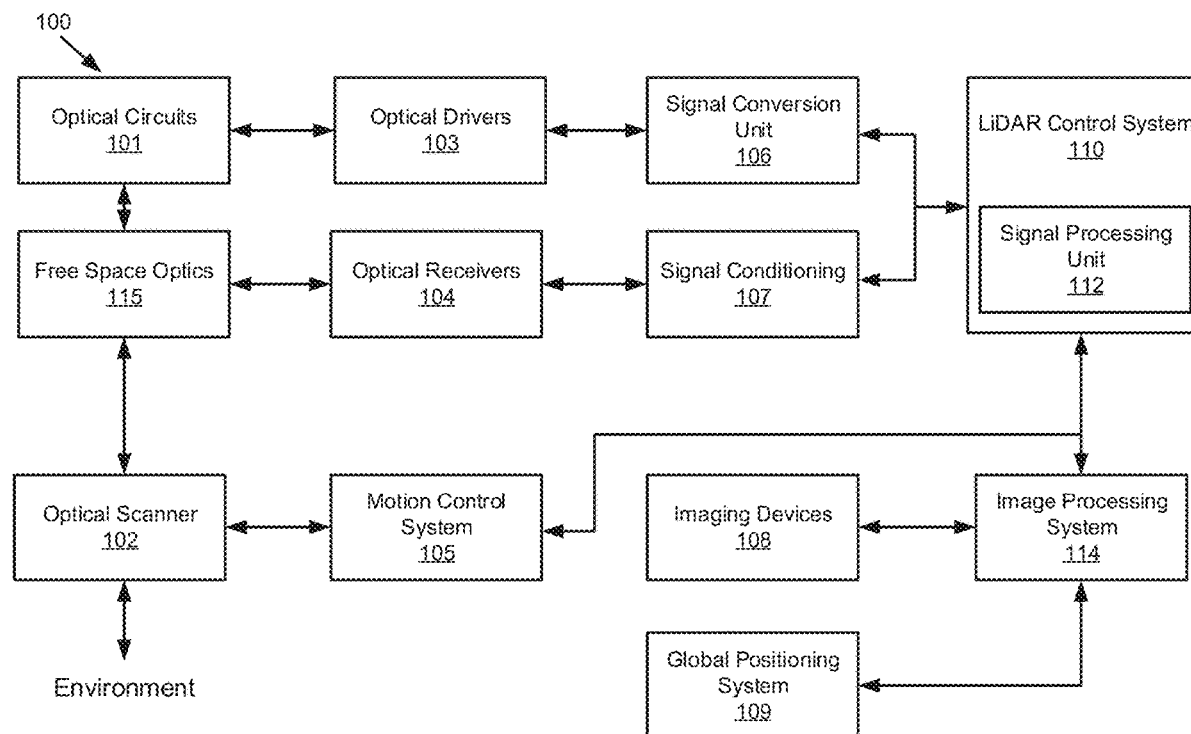 100
Optical Circuits
101
Optical Drivers
103
Signal Conversion
Unit
106
LiDAR Control System
110
Signal Processing
Unit
112
Free Space Optics
115
Optical Receivers
104
Signal Conditioning
107
Optical Scanner
102
Motion Control
System
105
Imaging Devices
108
Image Processing
System
114
Global Positioning
System
109
Environment